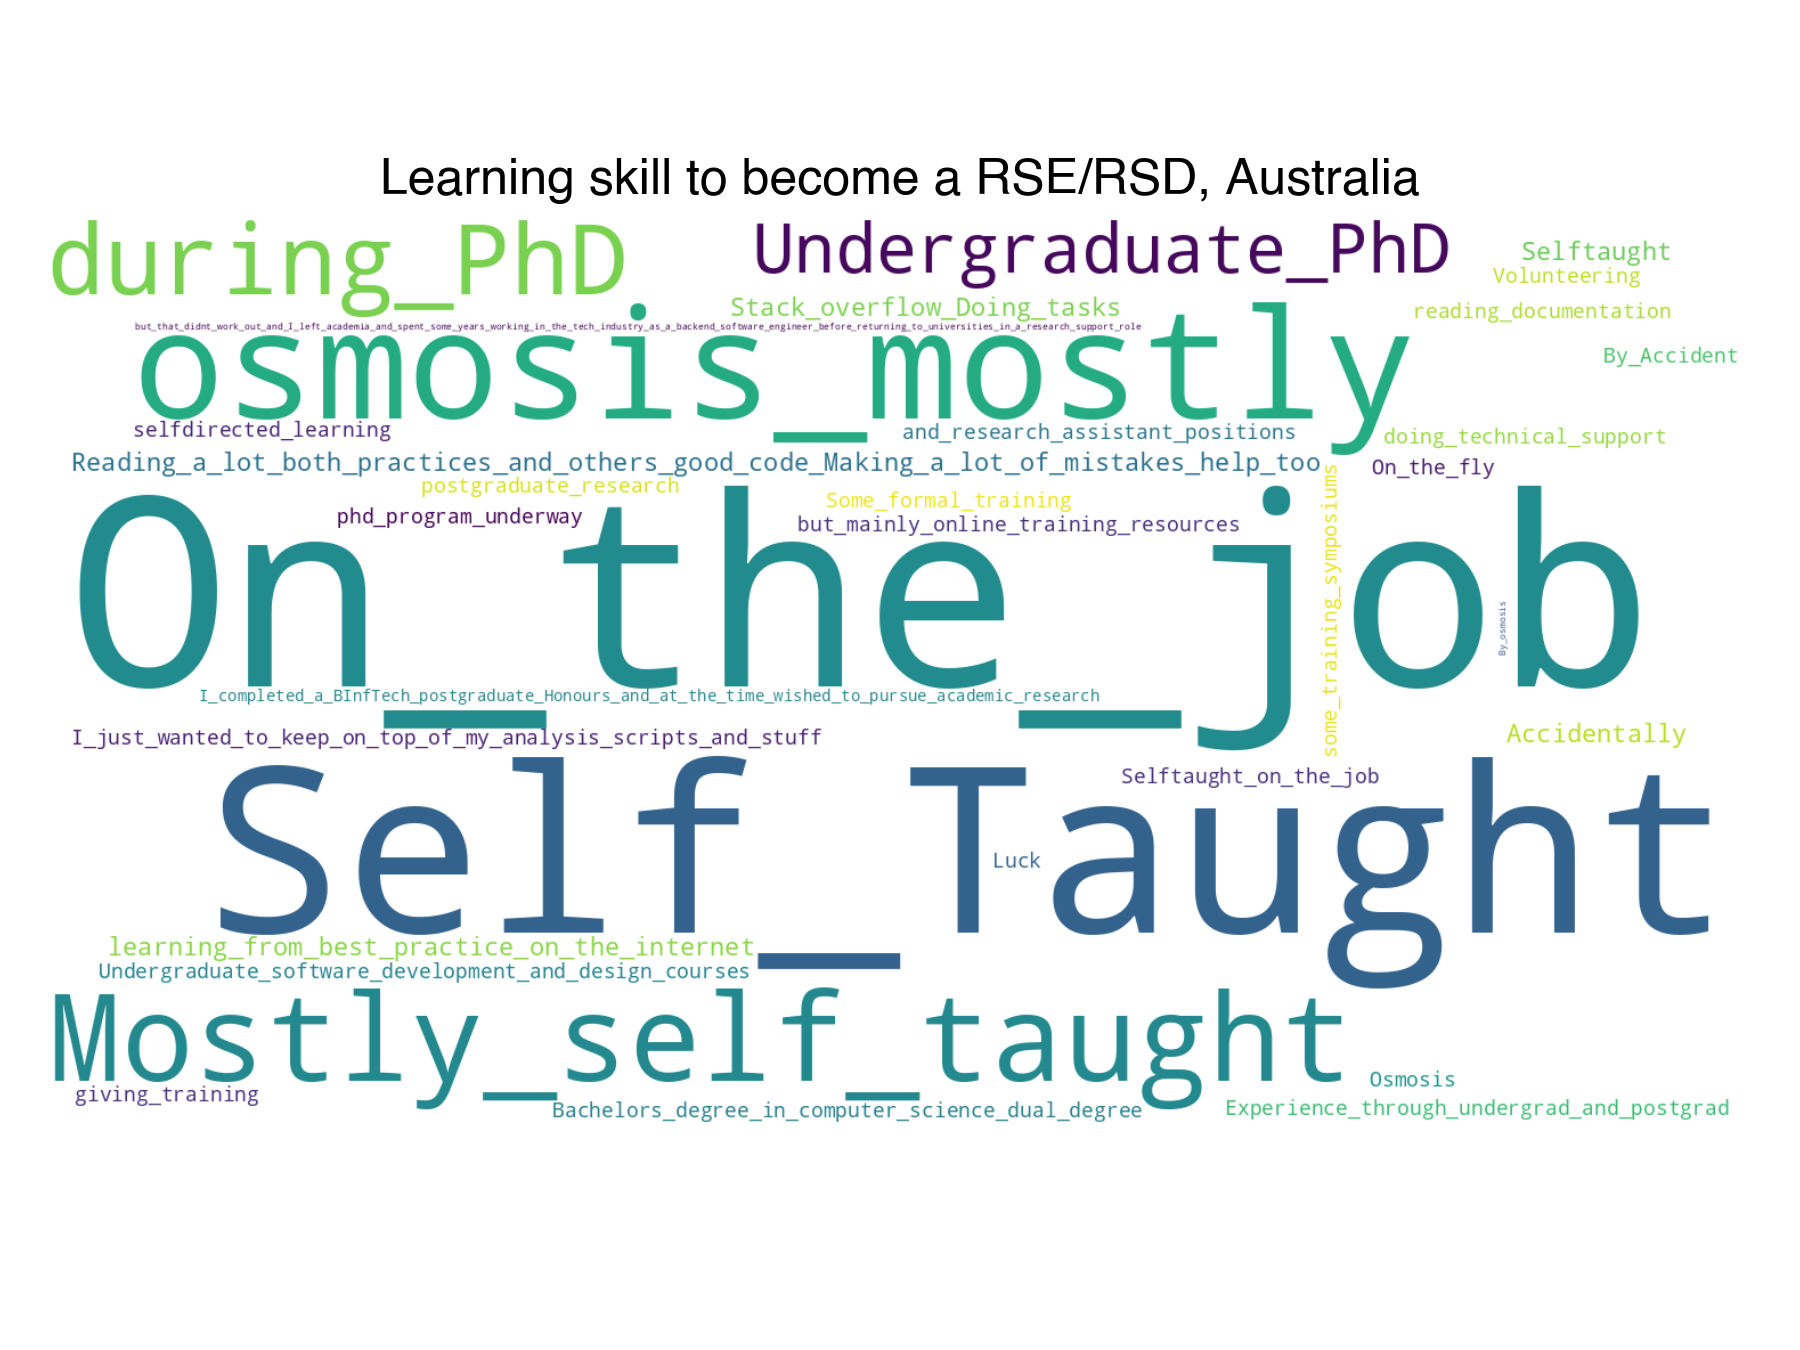 Learning skill to become a RSE/RSD, Australia
during_PhD
Undergraduate_PhD
Selftaught
Volunteering
Stack_overflow_Doing_tasks
reading_documentation
but_that_didnt_work_out_and_I_left_academia_and_spent_some_years_working_in_the_tech_industry_as_a_backend_software_engineer_before_returning_to_universities_in_a_research_support_role
osmosis_mostly
By_Accident
selfdirected_learning
and_research_assistant_positions
doing_technical_support
Reading_a_lot_both_practices_and_others_good_code_Making_a_lot_of_mistakes_help_too
On_the_fly
postgraduate_research
Some_formal_training
phd_program_underway
but_mainly_online_training_resources
some_training_symposiums
On_the_job
By_osmosis
I_completed_a_BInfTech_postgraduate_Honours_and_at_the_time_wished_to_pursue_academic_research
I_just_wanted_to_keep_on_top_of_my_analysis_scripts_and_stuff
Accidentally
Selftaught_on_the_job
Self_Taught
Luck
learning_from_best_practice_on_the_internet
Undergraduate_software_development_and_design_courses
Mostly_self_taught
Osmosis
giving_training
Bachelors_degree_in_computer_science_dual_degree
Experience_through_undergrad_and_postgrad